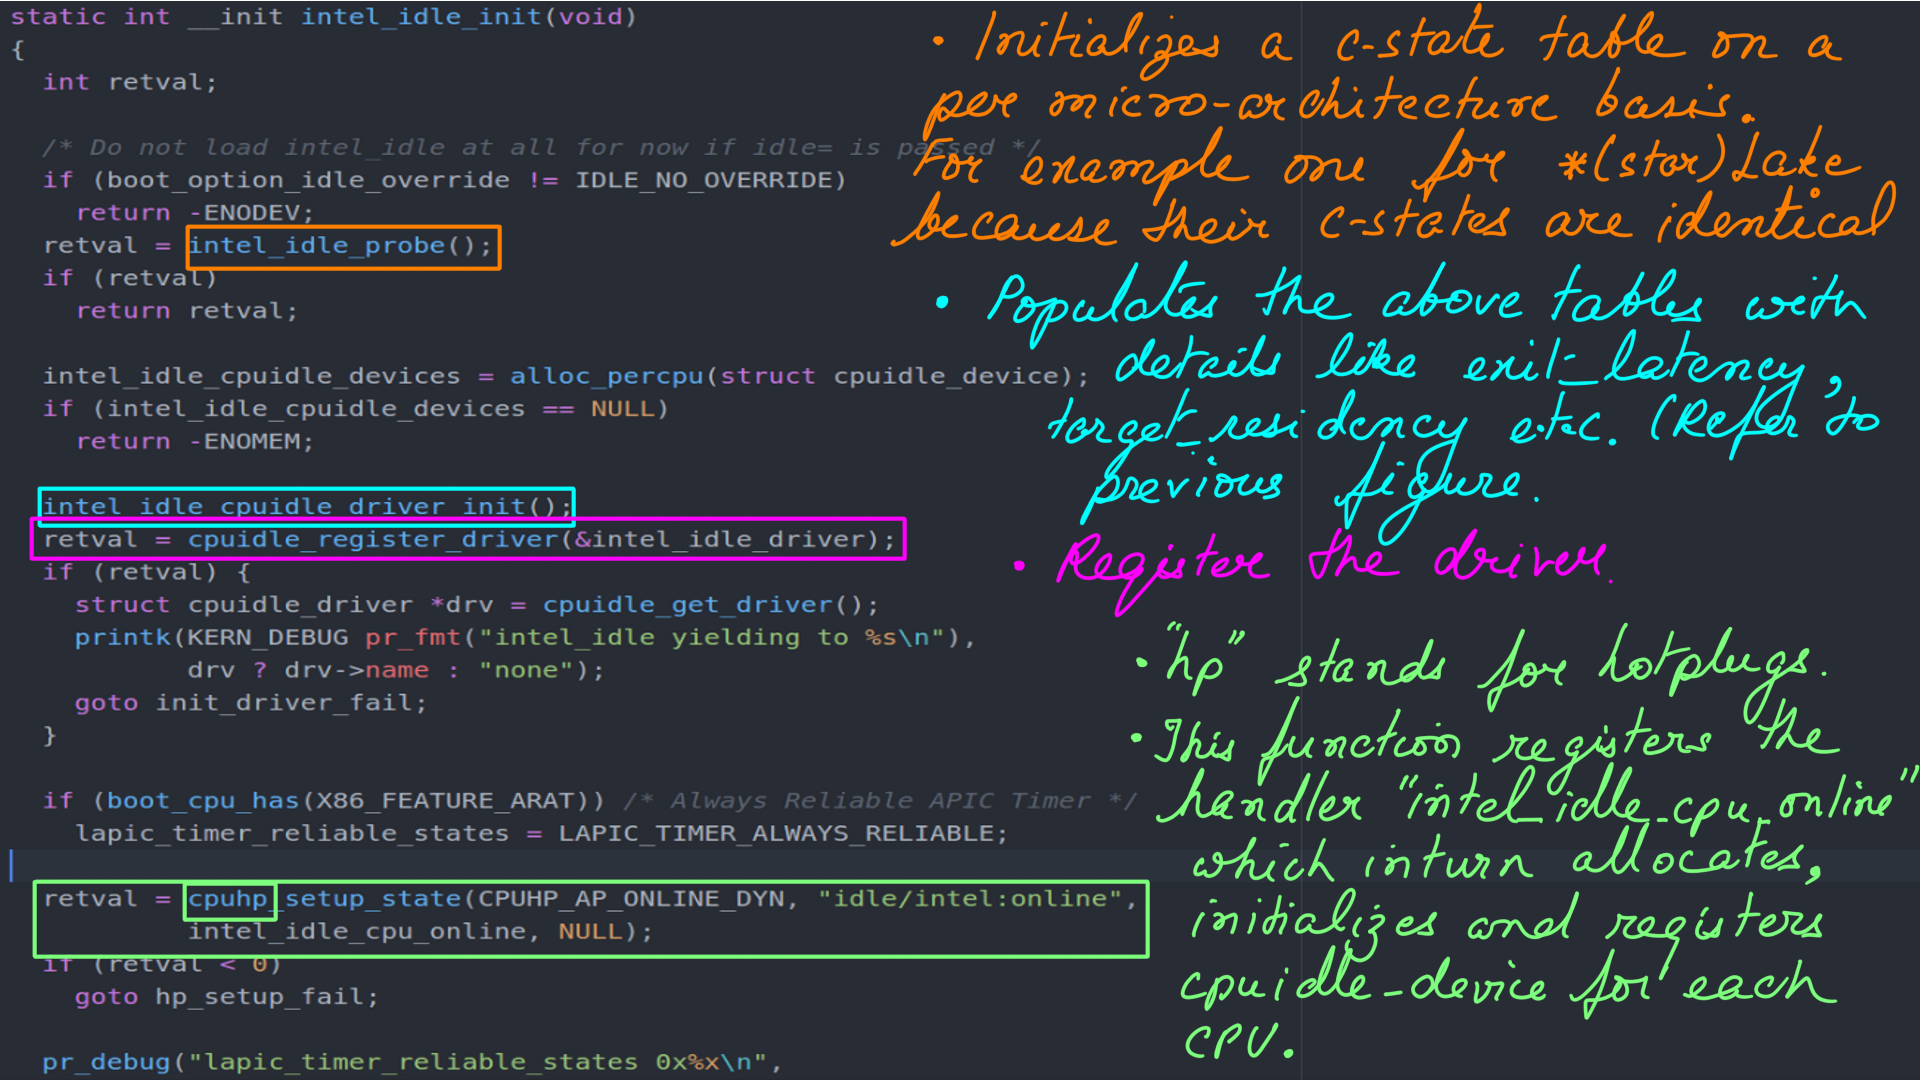 static int __init intel_idle_init(void)
{
int retval;
/* Do not load intel_idle at all for now if idle= is passed */
if (boot_option_idle_override != IDLE_NO_OVERRIDE)
return -ENODEV;
retval = intel_idle_probe();
if (retval)
return retval;
intel_idle_cpuidle_devices = alloc_percpu(struct cpuidle_device);
if (intel_idle_cpuidle_devices == NULL)
return -ENOMEM;
intel_idle_cpuidle_driver_init();
retval = cpuidle_register_driver(&intel_idle_driver);
if (retval) {
struct cpuidle_driver *drv = cpuidle_get_driver();
printk(KERN_DEBUG pr_fmt("intel_idle yielding to %s\n"),
drv ? drv->name : "none");
goto init_driver_fail;
}
if (boot_cpu_has(X86_FEATURE_ARAT)) /* Always Reliable APIC Timer */
lapic_timer_reliable_states = LAPIC_TIMER_ALWAYS_RELIABLE;
retval = cpuhp_setup_state(CPUHP_AP_ONLINE_DYN, "idle/intel:online",
intel_idle_cpu_online, NULL);
if (retval < 0)
goto hp_setup_fail;
pr_debug("lapic_timer_reliable_states 0x%x\n",
• Initializes a c-state table on a
per micro-architecture basis.
For example one for *(star)Lake
because their c-states are identical
• Populates the above tables with
details like exit_latency,
target_residency etc. (Refer to
previous figure.
• Register the driver.
• "hp" stands for hotplugs.
• This function registers the
handler "intel_idle_cpu_online"
which inturn allocates,
initializes and registers
cpuidle_device for each
CPU.